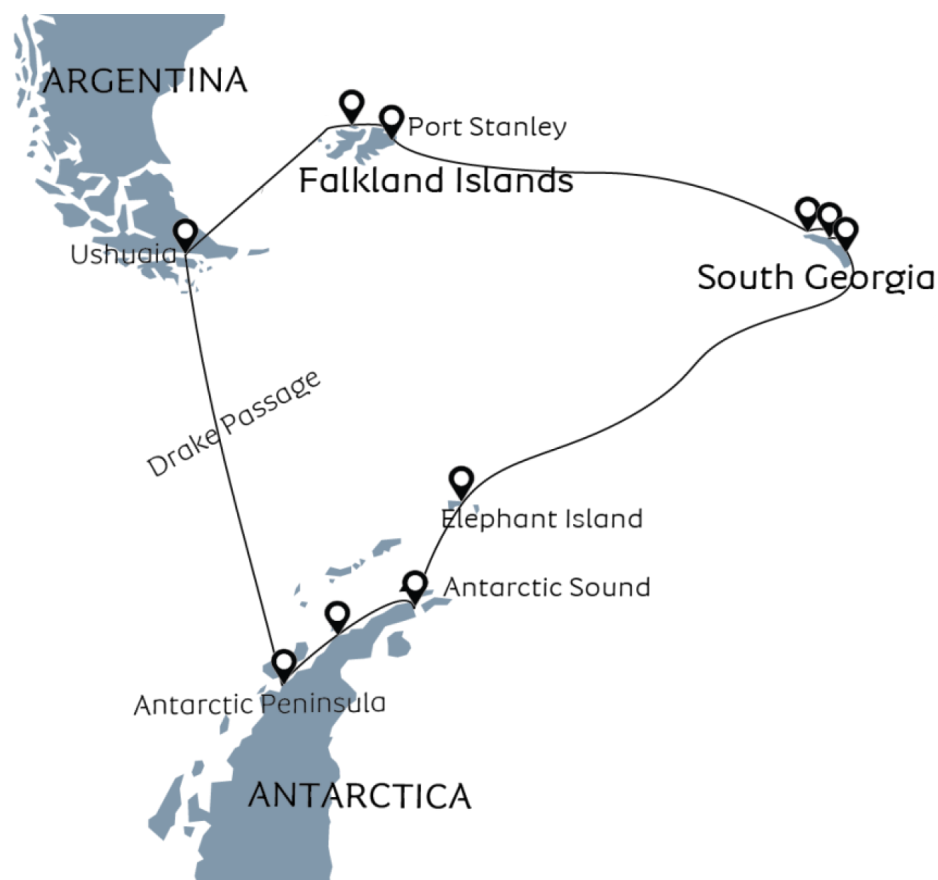 ARGENTINA
Port Stanley
Falkland Islands
Ushuaia
South Georgia
Drake Passage
Elephant Island
Antarctic Sound
Antarctic Peninsula
ANTARCTICA